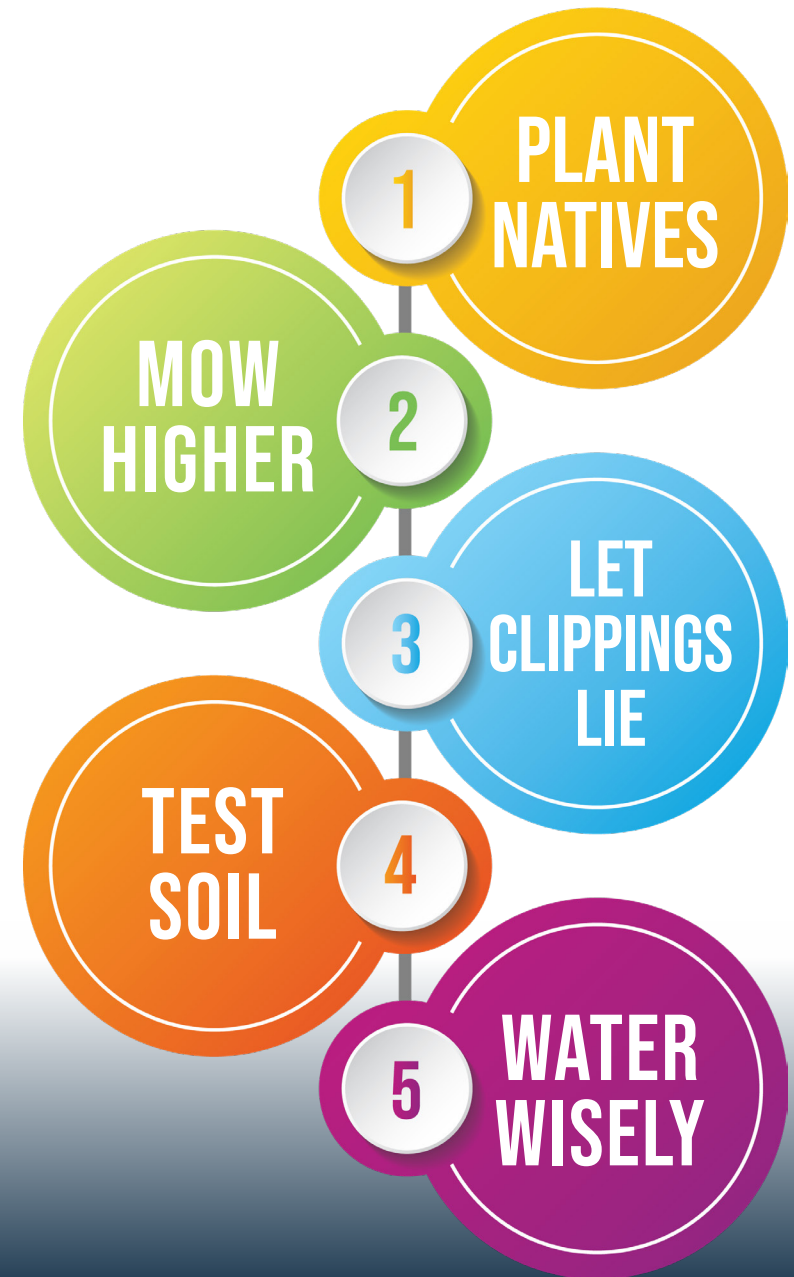 1
PLANT
NATIVES
MOW
HIGHER
2
3
LET
CLIPPINGS
LIE
TEST
SOIL
4
5
WATER
WISELY